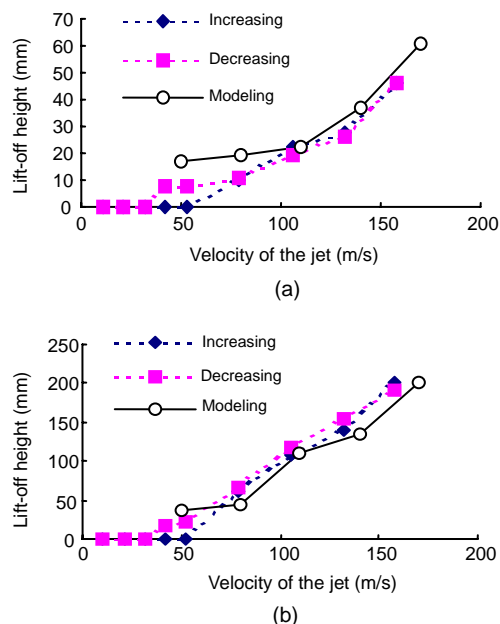 70
60
50
40
30
20
10
0
Lift-off height (mm)
Increasing
Decreasing
Modeling
0 50 100 150 200
Velocity of the jet (m/s)
(a)
250
200
150
100
50
0
Lift-off height (mm)
Increasing
Decreasing
Modeling
0 50 100 150 200
Velocity of the jet (m/s)
(b)